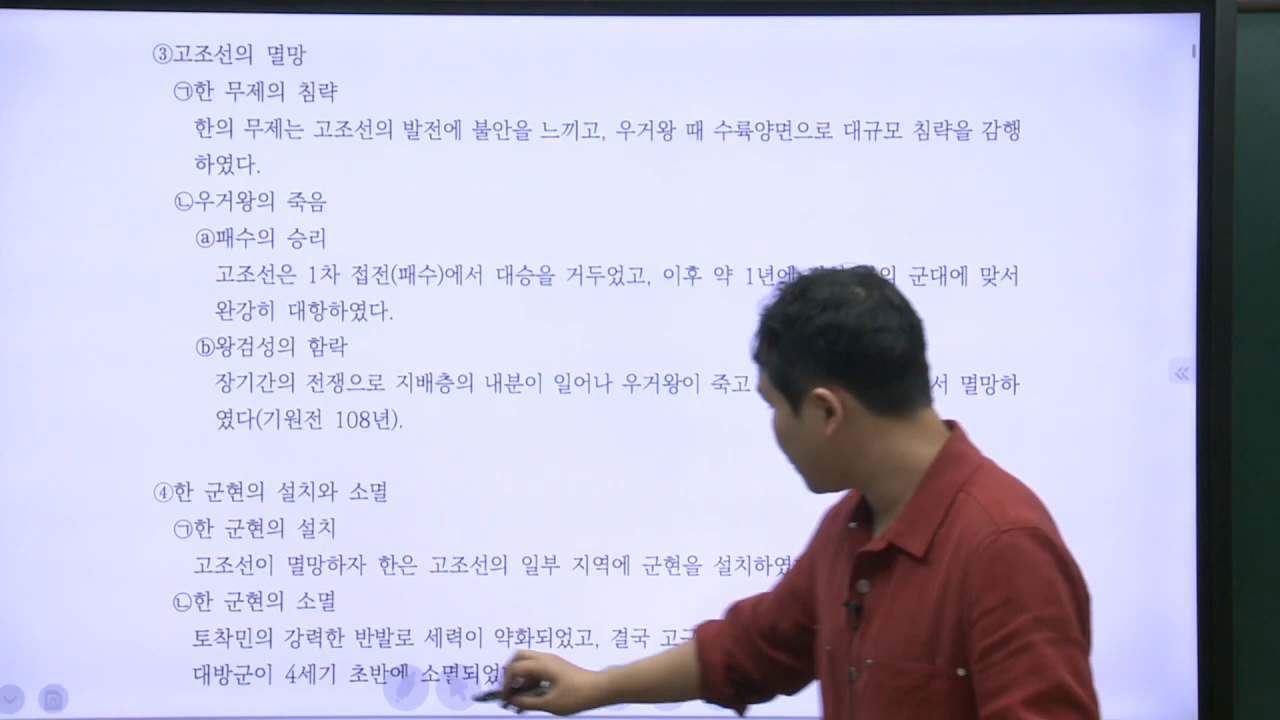 ③고조선의 멸망
㉠한 무제의 침략
한의 무제는 고조선의 발전에 불안을 느끼고, 우거왕 때 수륙양면으로 대규모 침략을 감행
하였다.
㉡우거왕의 죽음
ⓐ패수의 승리
고조선은 1차 접전(패수)에서 대승을 거두었고, 이후 약 1년에 군대에 맞서
완강히 대항하였다.
ⓑ왕검성의 함락
장기간의 전쟁으로 지배층의 내분이 일어나 우거왕이 죽고 멸망하
였다(기원전 108년).
④한 군현의 설치와 소멸
㉠한 군현의 설치
고조선이 멸망하자 한은 고조선의 일부 지역에 군현을 설치하였
㉡한 군현의 소멸
토착민의 강력한 반발로 세력이 약화되었고, 결국
대방군이 4세기 초반에 소멸되었